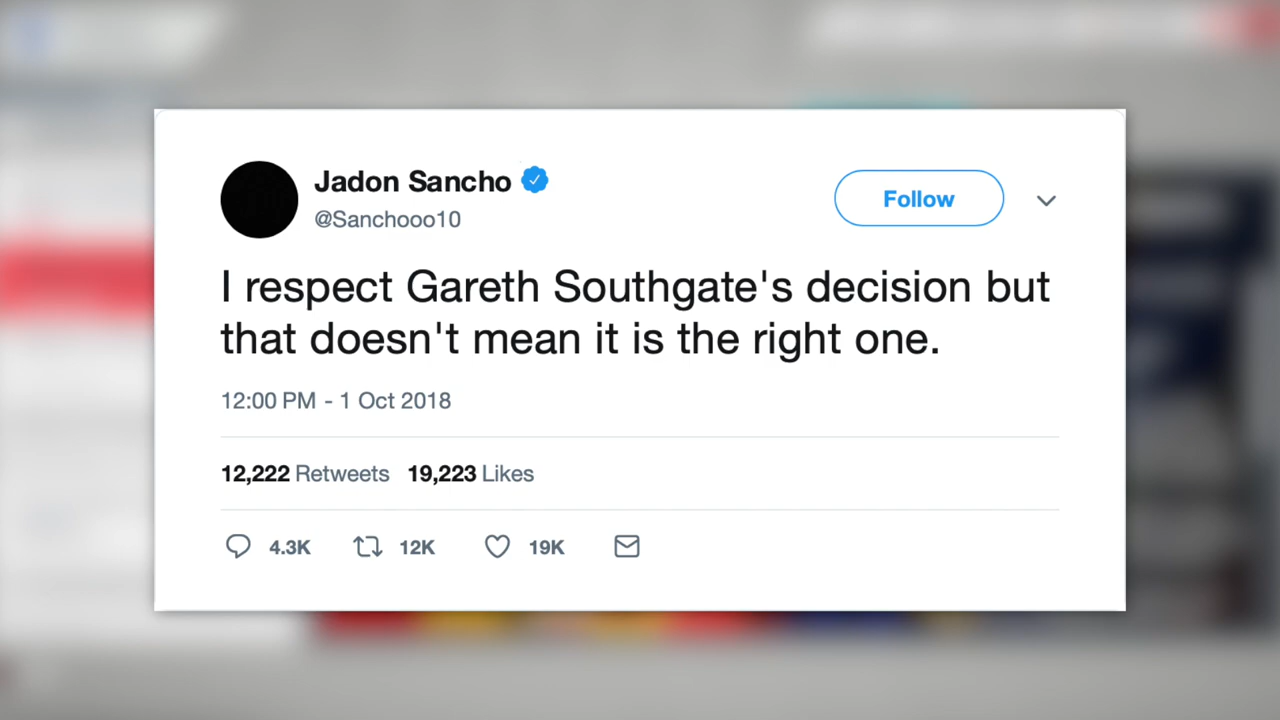 Jadon Sancho
@Sanchooo10
Follow
I respect Gareth Southgate's decision but
that doesn't mean it is the right one.
12:00 PM - 1 Oct 2018
12,222 Retweets 19,223 Likes
4.3K 12K 19K